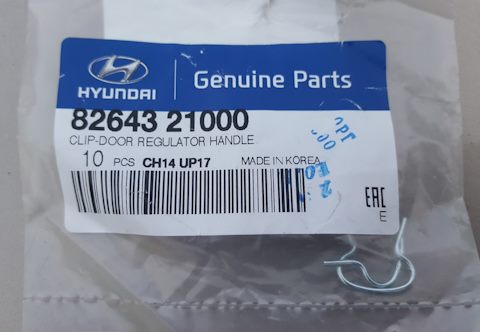 HYUNDAI
Genuine Parts
82643 21000
CLIP-DOOR REGULATOR HANDLE
10 PCS CH14 UP17 MADE IN KOREA
EAC
E